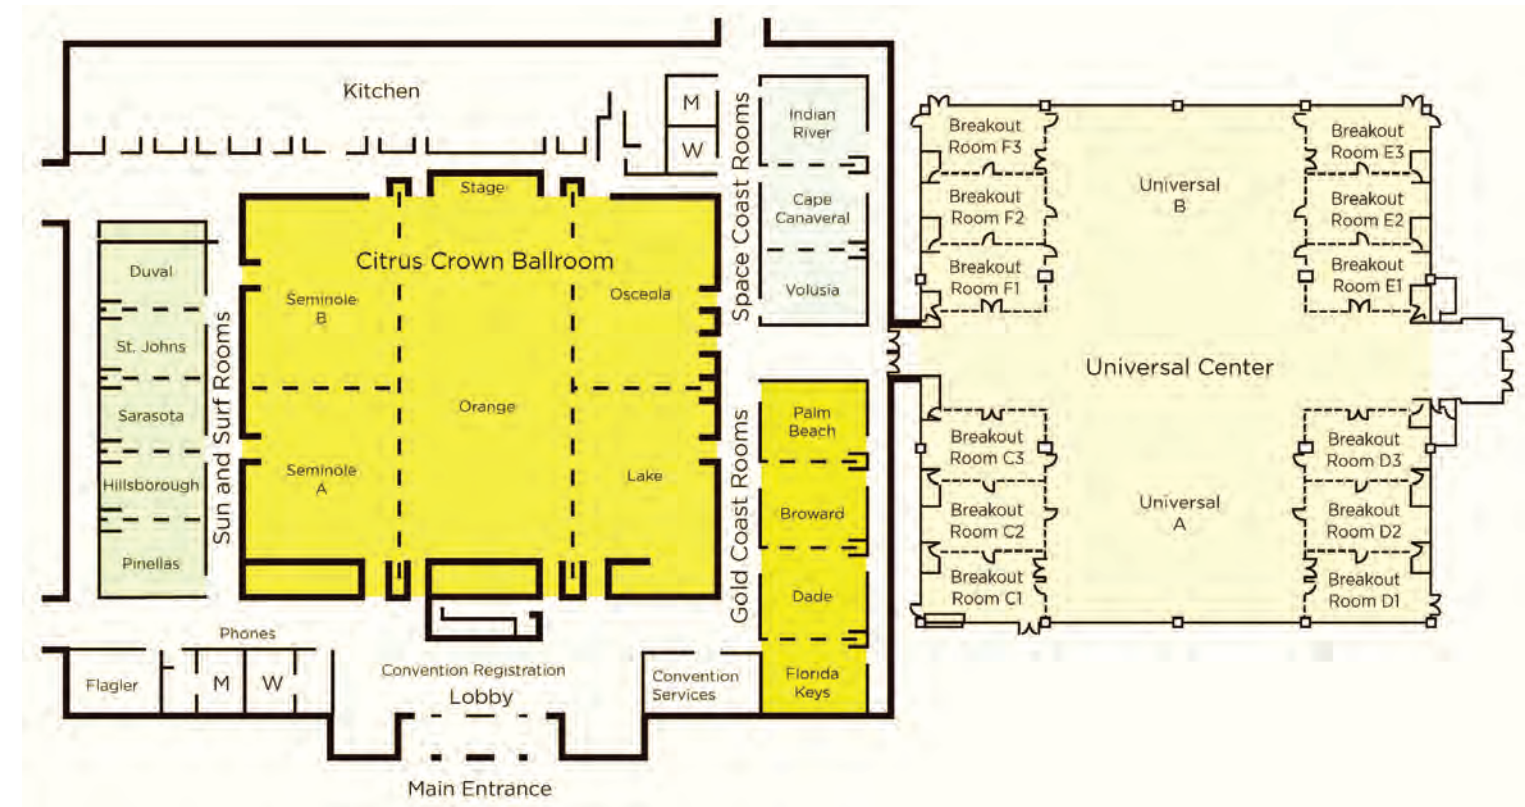 Kitchen
M
W
Space Coast Rooms
Indian
River
Cape
Canaveral
Volusia
Stage
Citrus Crown Ballroom
Seminole
B
Osceola
Orange
Seminole
A
Lake
Sun and Surf Rooms
Duval
St. Johns
Sarasota
Hillsborough
Pinellas
Gold Coast Rooms
Palm
Beach
Broward
Dade
Florida
Keys
Phones
Flagler
M
W
Convention Registration
Lobby
Convention
Services
Main Entrance
Breakout
Room F3
Breakout
Room F2
Breakout
Room F1
Universal
B
Breakout
Room E3
Breakout
Room E2
Breakout
Room E1
Universal Center
Breakout
Room C3
Breakout
Room C2
Breakout
Room C1
Universal
A
Breakout
Room D3
Breakout
Room D2
Breakout
Room D1